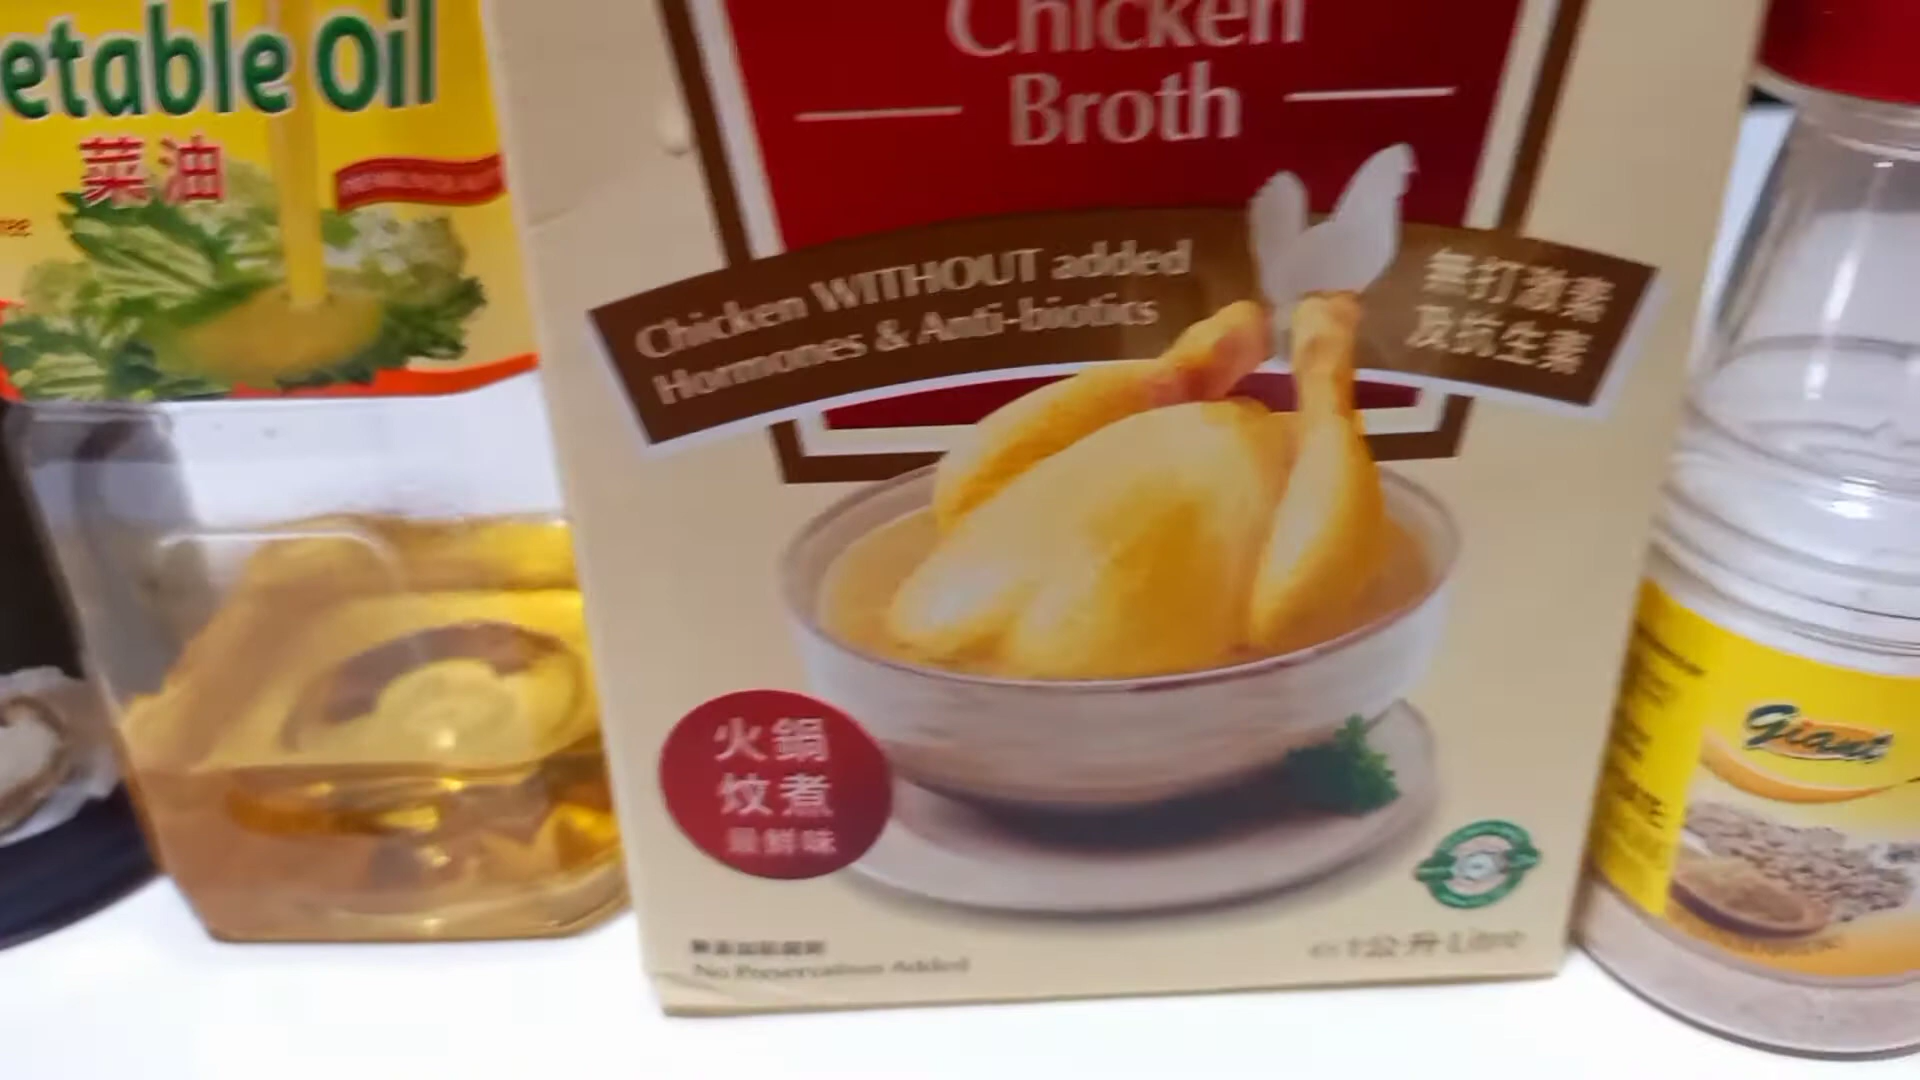 etable Oil
菜油
Chicken
Broth
Chicken WITHOUT added
Hormones & Anti-biotics
無打激素
及抗生素
火鍋
炆煮
最鮮味
No Preservatives Added
1公升 Litre
Giant